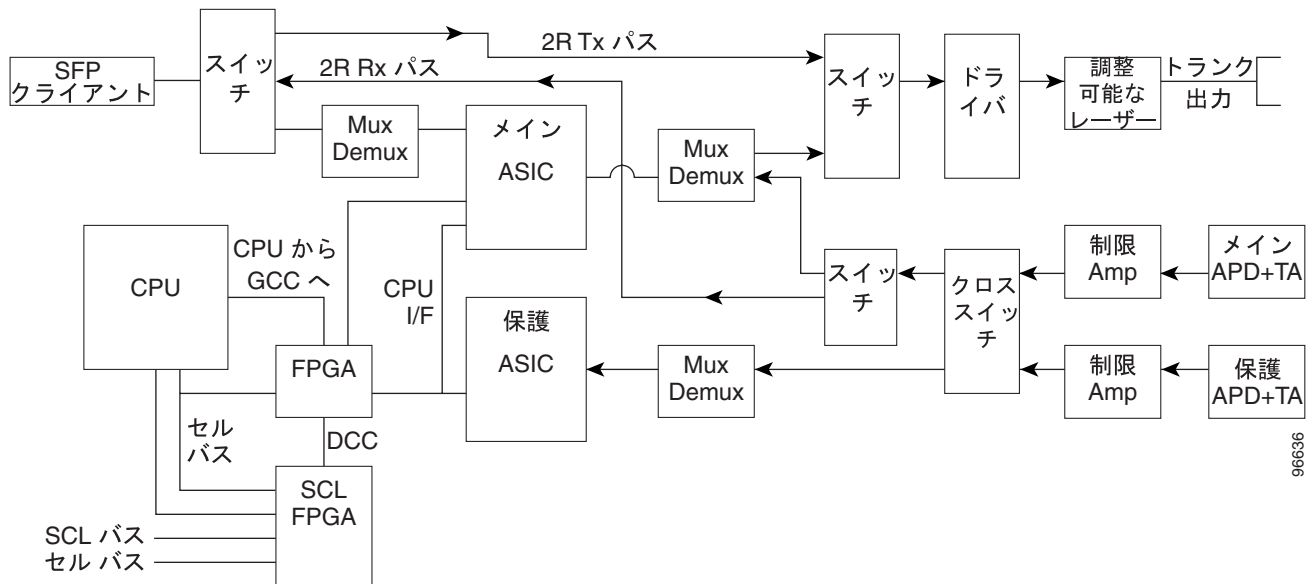 2R Tx パス
SFP
クライアント
スイッ
チ
2R Rx パス
スイッ
チ
ドラ
イバ
調整
可能な
レーザー
トランク
出力
Mux
Demux
メイン
ASIC
Mux
Demux
CPU
CPU から
GCC へ
CPU
I/F
スイッ
チ
クロス
スイッ
チ
制限
Amp
メイン
APD+TA
保護
ASIC
FPGA
Mux
Demux
制限
Amp
保護
APD+TA
セル
バス
DCC
SCL
FPGA
SCL バス
セル バス
96636